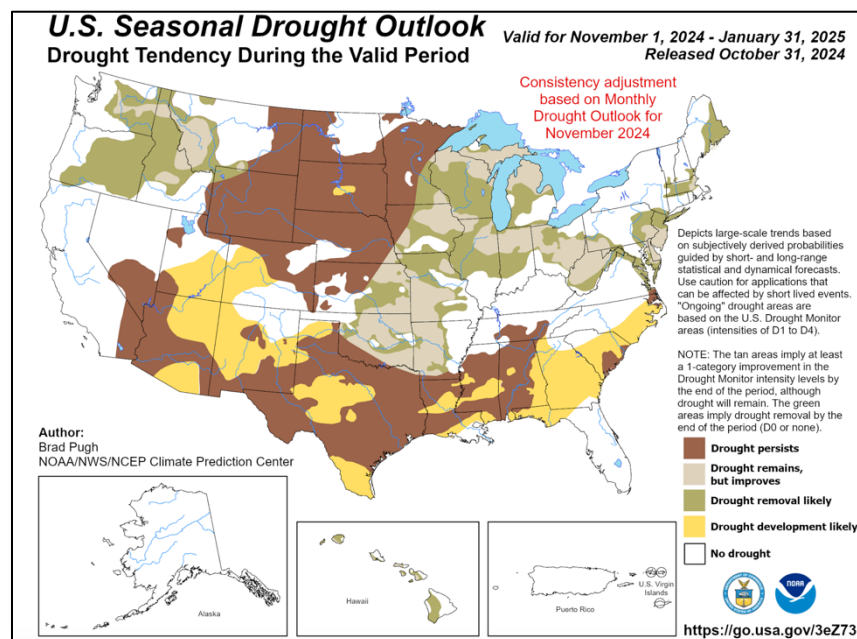 U.S. Seasonal Drought Outlook
Drought Tendency During the Valid Period
Valid for November 1, 2024 - January 31, 2025
Released October 31, 2024
Consistency adjustment
based on Monthly
Drought Outlook for
November 2024
Depicts large-scale trends based
on subjectively derived probabilities
guided by short- and long-range
statistical and dynamical forecasts.
Use caution for applications that
can be affected by short lived events.
"Ongoing" drought areas are
based on the U.S. Drought Monitor
areas (intensities of D1 to D4).
NOTE: The tan areas imply at least
a 1-category improvement in the
Drought Monitor intensity levels by
the end of the period, although
drought will remain. The green
areas imply drought removal by the
end of the period (D0 or none).
Author:
Brad Pugh
NOAA/NWS/NCEP Climate Prediction Center
Drought persists
Drought remains,
but improves
Drought removal likely
Drought development likely
No drought
Alaska
Hawaii
Puerto Rico
U.S. Virgin
Islands
NOAA
https://go.usa.gov/3eZ73